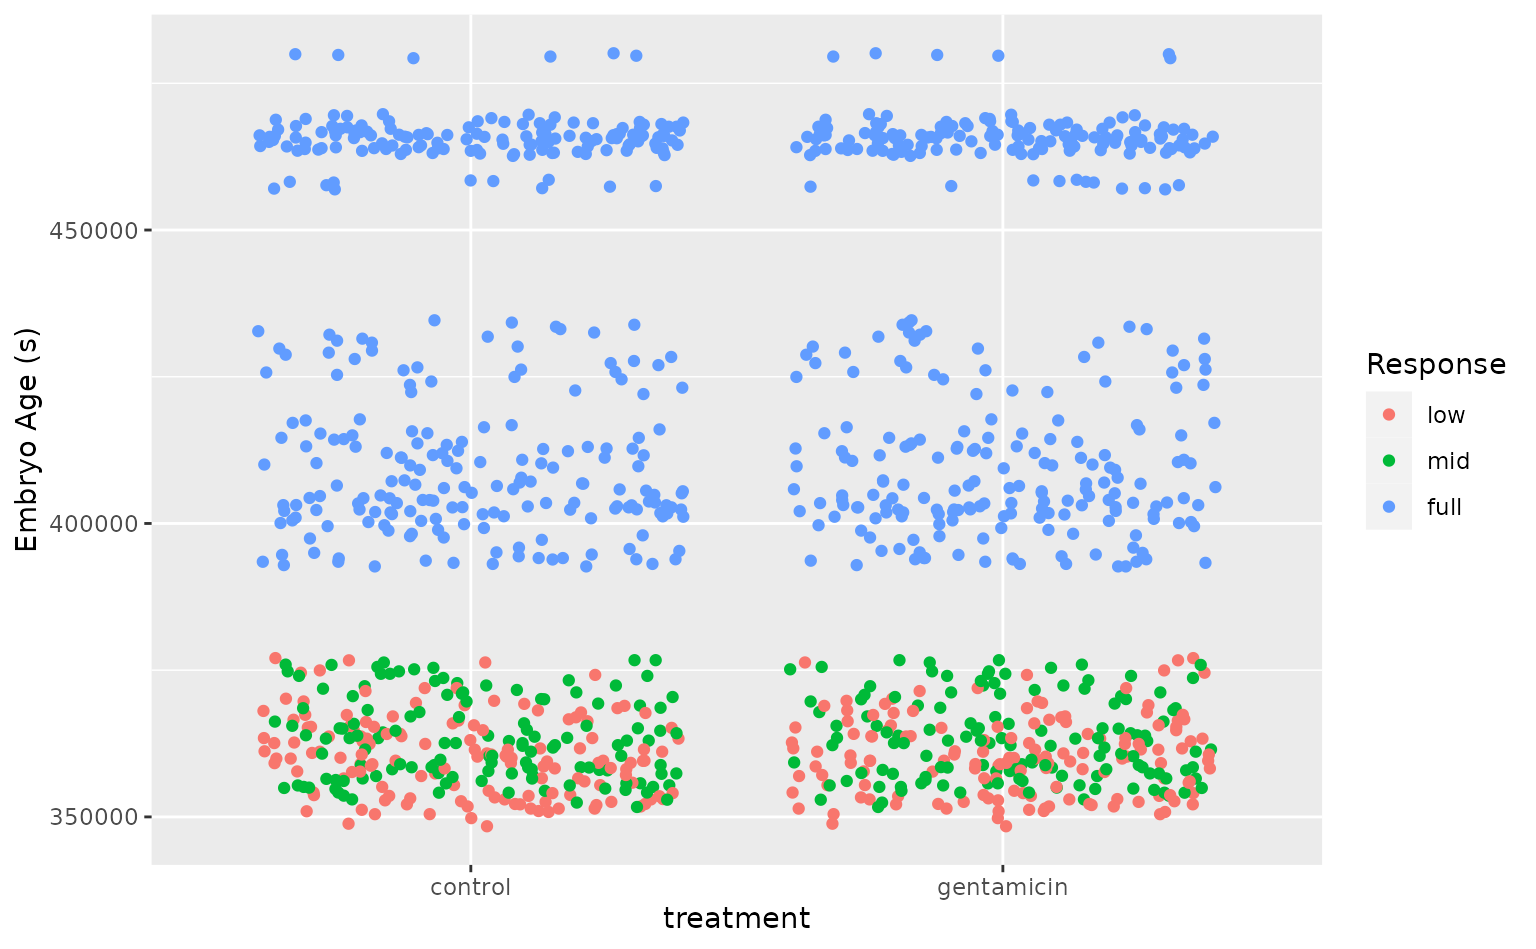 Embryo Age (s)
450000
400000
350000
control
gentamicin
treatment
Response
low
mid
full